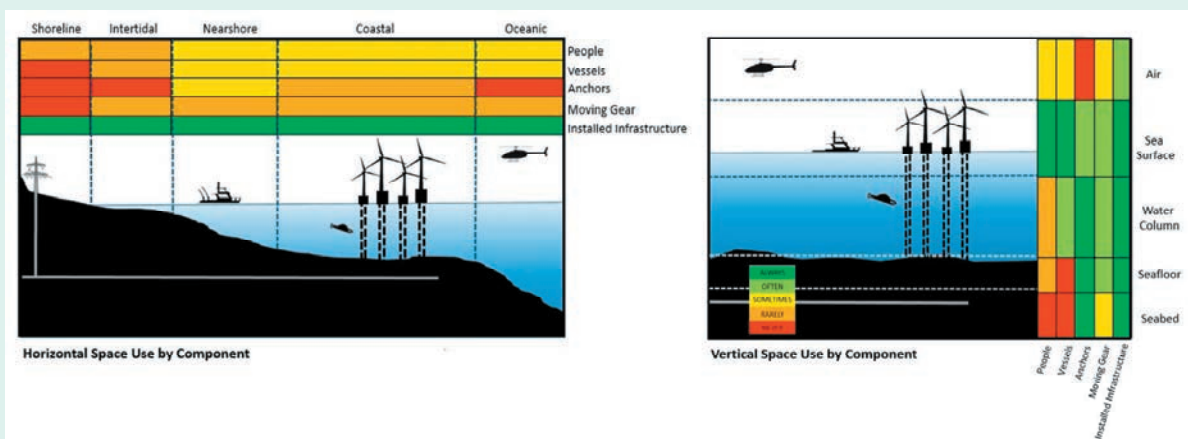 Shoreline Intertidal Nearshore Coastal Oceanic
People
Vessels
Anchors
Moving Gear
Installed Infrastructure
Horizontal Space Use by Component
Air
Sea
Surface
Water
Column
Seafloor
Seabed
ALWAYS
OFTEN
SOMETIMES
RARELY
Vertical Space Use by Component
People
Vessels
Anchors
Moving Gear
Installed Infrastructure